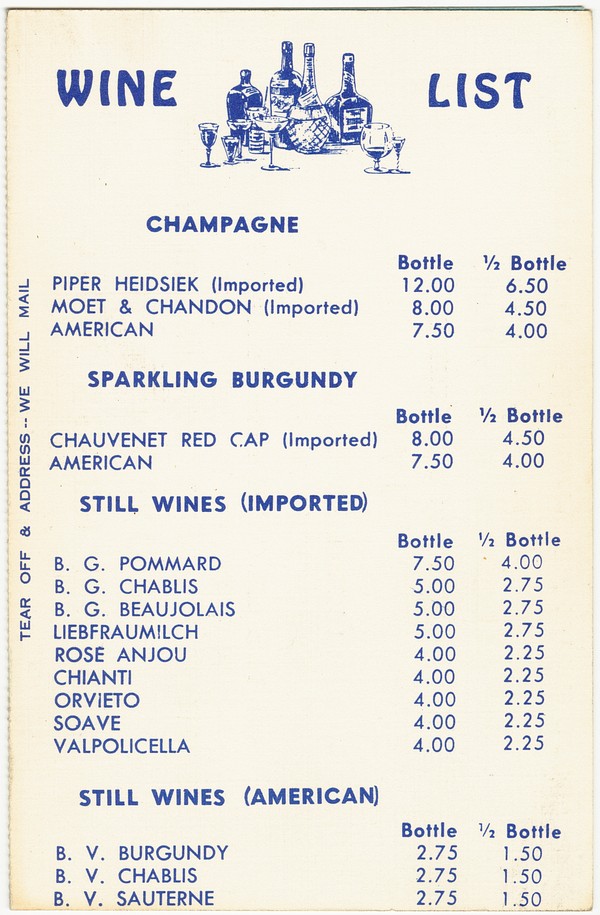 WINE LIST
CHAMPAGNE
Bottle ½ Bottle
PIPER HEIDSIEK (Imported) 12.00 6.50
MOET & CHANDON (Imported) 8.00 4.50
AMERICAN 7.50 4.00
SPARKLING BURGUNDY
Bottle ½ Bottle
CHAUVENET RED CAP (Imported) 8.00 4.50
AMERICAN 7.50 4.00
STILL WINES (IMPORTED)
Bottle ½ Bottle
B. G. POMMARD 7.50 4.00
B. G. CHABLIS 5.00 2.75
B. G. BEAUJOLAIS 5.00 2.75
LIEBFRAUMILCH 5.00 2.75
ROSE ANJOU 4.00 2.25
CHIANTI 4.00 2.25
ORViETO 4.00 2.25
SOAVE 4.00 2.25
VALPOLICELLA 4.00 2.25
STILL WINES (AMERICAN)
Bottle ½ Bottle
B. V. BURGUNDY 2.75 1.50
B. V. CHABLIS 2.75 1.50
B. V. SAUTERNE 2.75 1.50
TEAR OFF & ADDRESS -- WE WILL MAIL